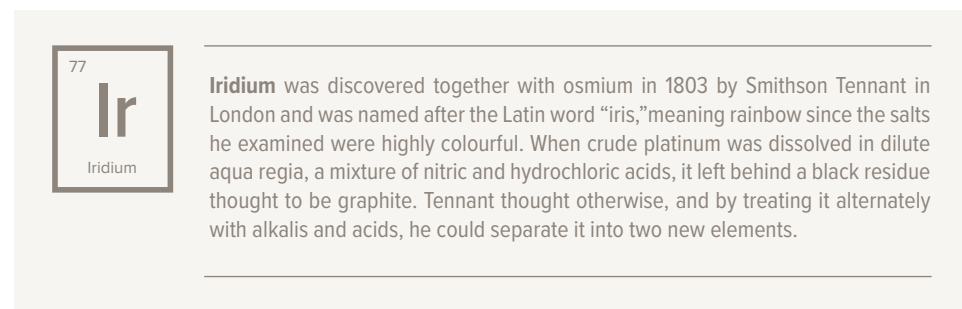 77
Ir
Iridium
Iridium was discovered together with osmium in 1803 by Smithson Tennant in
London and was named after the Latin word “iris,”meaning rainbow since the salts
he examined were highly colourful. When crude platinum was dissolved in dilute
aqua regia, a mixture of nitric and hydrochloric acids, it left behind a black residue
thought to be graphite. Tennant thought otherwise, and by treating it alternately
with alkalis and acids, he could separate it into two new elements.